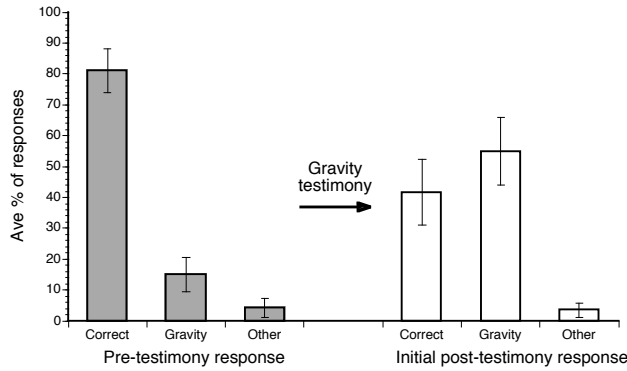 100
90
80
70
60
50
40
30
20
10
0
Ave % of responses
Gravity
testimony
Correct Gravity Other Correct Gravity Other
Pre-testimony response Initial post-testimony response